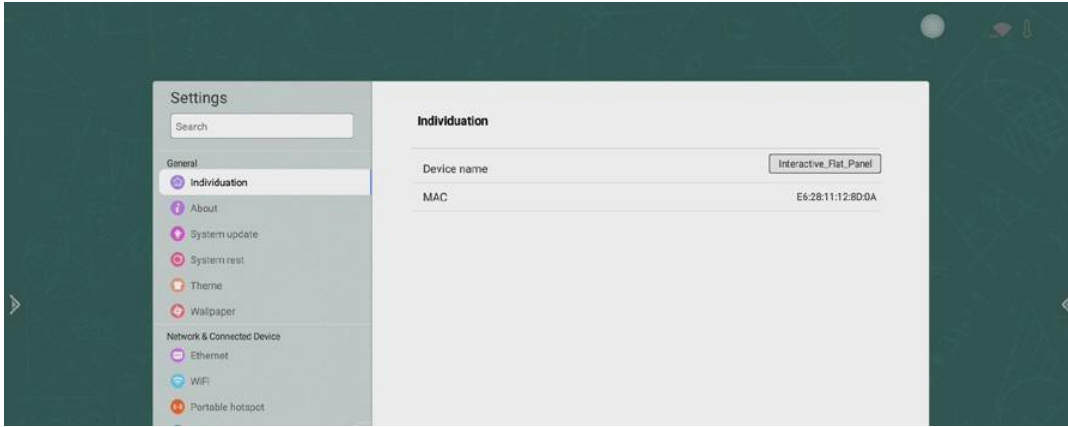 Settings
Search
General
Individuation
About
System update
System rest
Theme
Wallpaper
Network & Connected Device
Ethernet
WiFi
Portable hotspot
Individuation
Device name
Interactive_Flat_Panel
MAC
E6:28:11:12:8D:0A